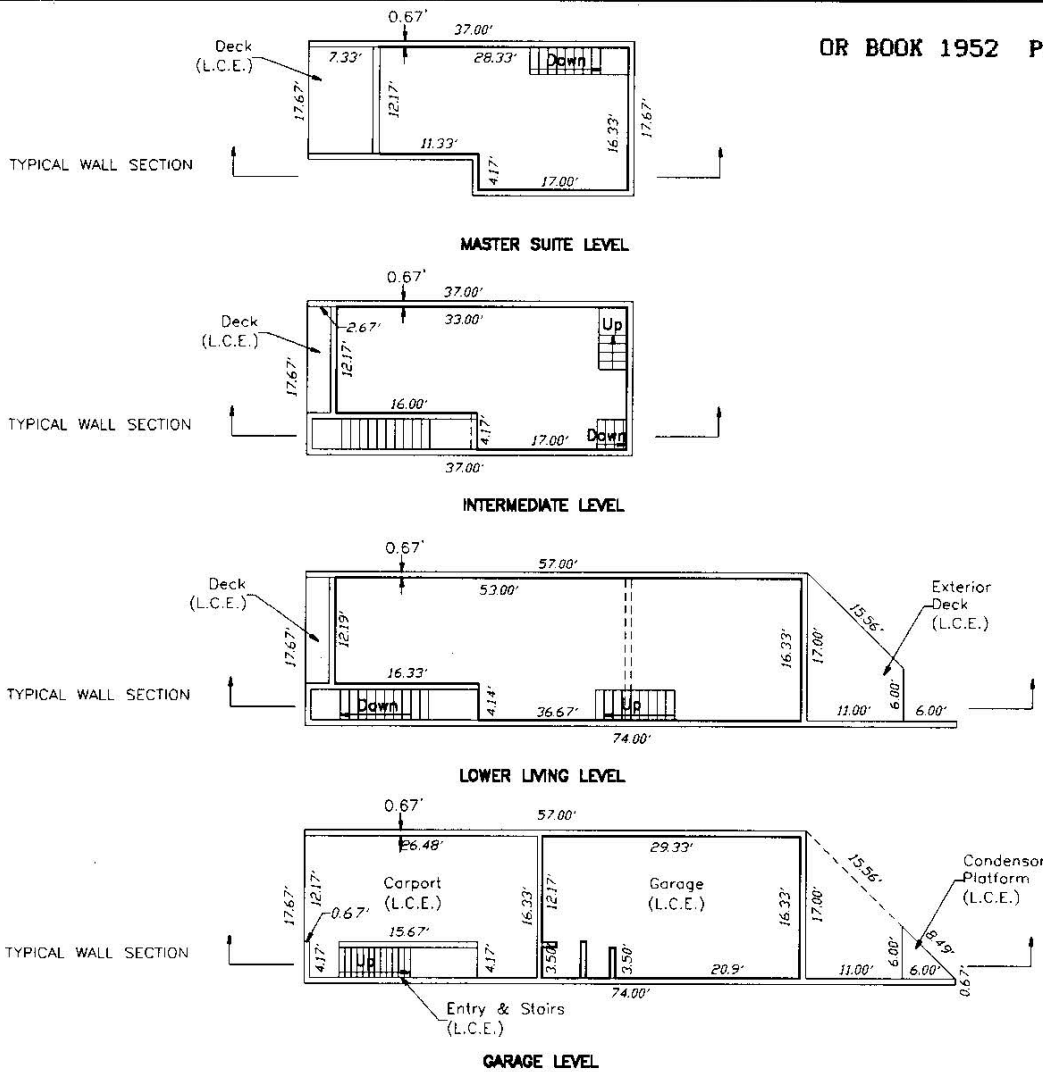 OR BOOK 1952 P
0.67'
37.00'
Deck
(L.C.E.)
7.33'
28.33'
Down
17.67'
12.17'
16.33'
17.67'
TYPICAL WALL SECTION
11.33'
4.17'
17.00'
MASTER SUITE LEVEL
0.67'
37.00'
Deck
(L.C.E.)
2.67'
33.00'
Up
17.67'
12.17'
16.00'
TYPICAL WALL SECTION
4.17'
17.00'
Down
37.00'
INTERMEDIATE LEVEL
0.67'
57.00'
Deck
(L.C.E.)
53.00'
15.56'
Exterior
Deck
(L.C.E.)
17.67'
12.19'
16.33'
17.00'
16.33'
TYPICAL WALL SECTION
Down
4.14'
36.67'
Up
6.00'
11.00'
6.00'
74.00'
LOWER LIVING LEVEL
0.67'
57.00'
26.48'
29.33'
15.56'
Condensor
Platform
(L.C.E.)
17.67'
12.17'
Carport
(L.C.E.)
16.33'
12.17'
Garage
(L.C.E.)
16.33'
17.00'
0.67'
15.67'
8.49'
TYPICAL WALL SECTION
4.17'
Up
4.17'
3.50'
3.50'
20.9'
6.00'
11.00'
6.00'
0.67'
74.00'
Entry & Stairs
(L.C.E.)
GARAGE LEVEL